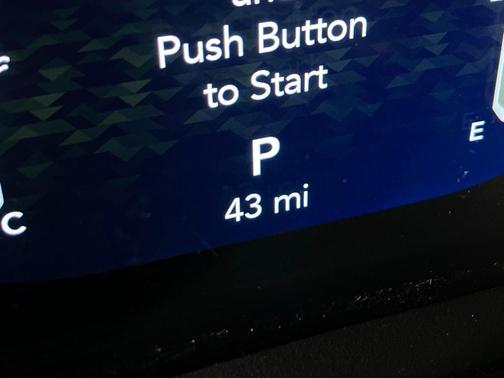 Push Button
to Start
P
E
43 mi
C